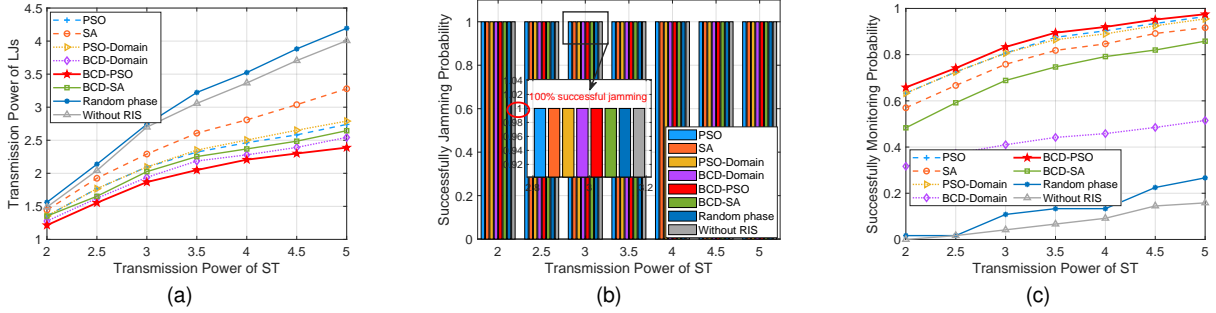 4.5
4
3.5
3
2.5
2
1.5
1
Transmission Power of LJs
PSO
SA
PSO-Domain
BCD-Domain
BCD-PSO
BCD-SA
Random phase
Without RIS
2 2.5 3 3.5 4 4.5 5
Transmission Power of ST
(a)
1
0.8
0.6
0.4
0.2
0
Successfully Jamming Probability
1.04
1.02
1
0.98
0.96
0.94
0.92
100% successful jamming
2.8 3 3.2
PSO
SA
PSO-Domain
BCD-Domain
BCD-PSO
BCD-SA
Random phase
Without RIS
2 2.5 3 3.5 4 4.5 5
Transmission Power of ST
(b)
1
0.8
0.6
0.4
0.2
0
Successfully Monitoring Probability
PSO
SA
PSO-Domain
BCD-Domain
BCD-PSO
BCD-SA
Random phase
Without RIS
2 2.5 3 3.5 4 4.5 5
Transmission Power of ST
(c)